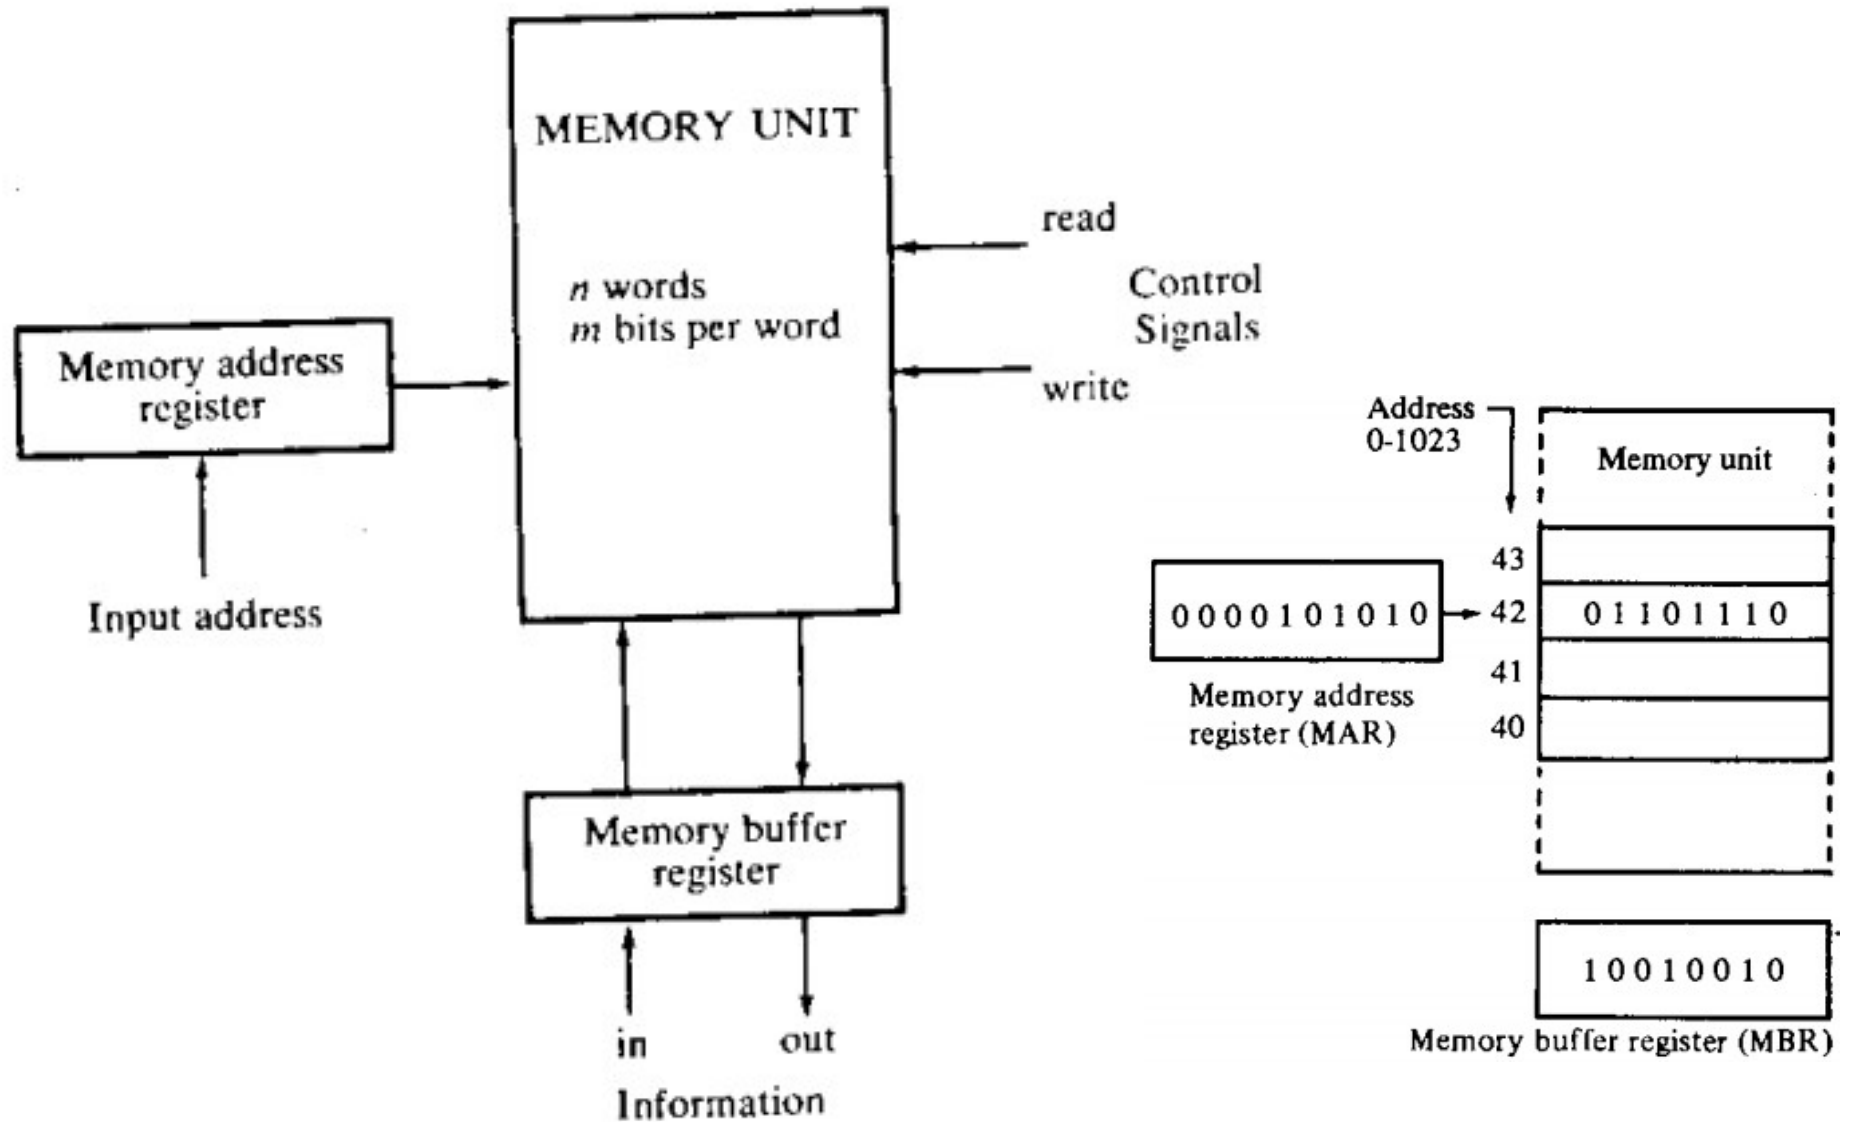 MEMORY UNIT
n words
m bits per word
read
Control
Signals
write
Memory address
register
Input address
Memory buffer
register
in
out
Information
Address
0-1023
Memory unit
43
0000101010
42
01101110
41
40
Memory address
register (MAR)
10010010
Memory buffer register (MBR)